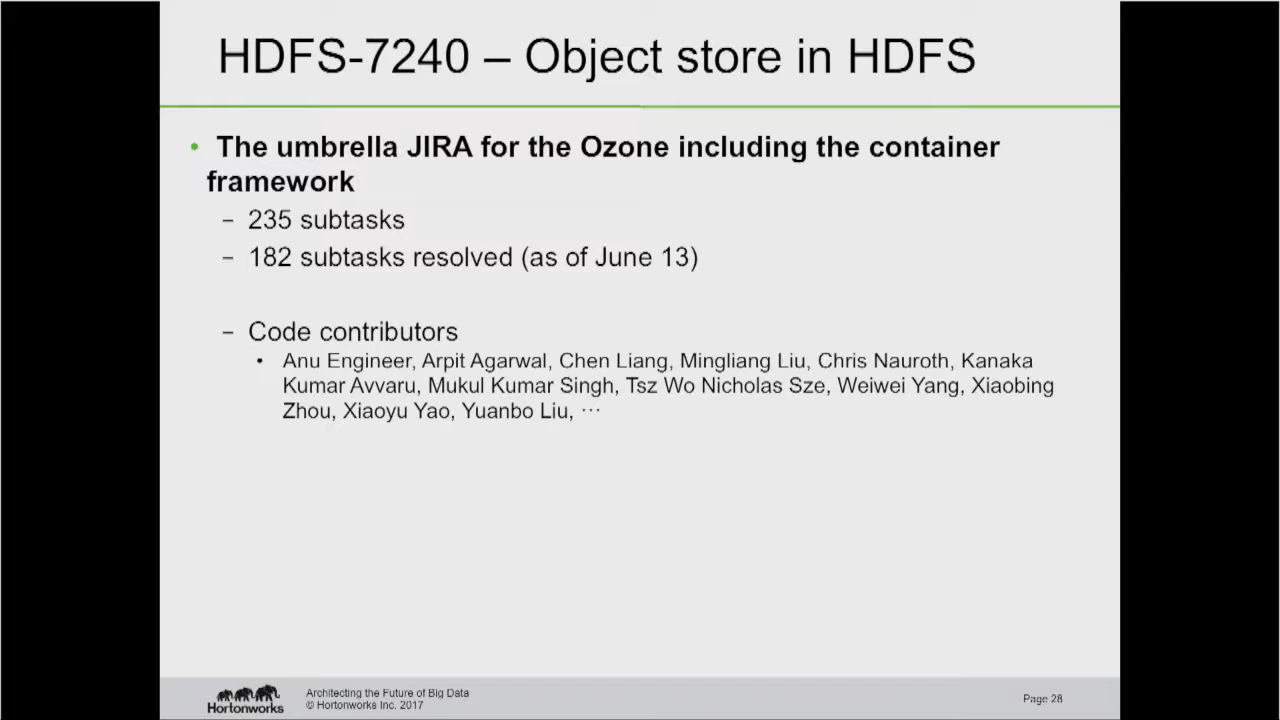 HDFS-7240 – Object store in HDFS
• The umbrella JIRA for the Ozone including the container
framework
– 235 subtasks
– 182 subtasks resolved (as of June 13)
– Code contributors
• Anu Engineer, Arpit Agarwal, Chen Liang, Mingliang Liu, Chris Nauroth, Kanaka
Kumar Avvaru, Mukul Kumar Singh, Tsz Wo Nicholas Sze, Weiwei Yang, Xiaobing
Zhou, Xiaoyu Yao, Yuanbo Liu, ⋯
Hortonworks
Architecting the Future of Big Data
© Hortonworks Inc. 2017
Page 28